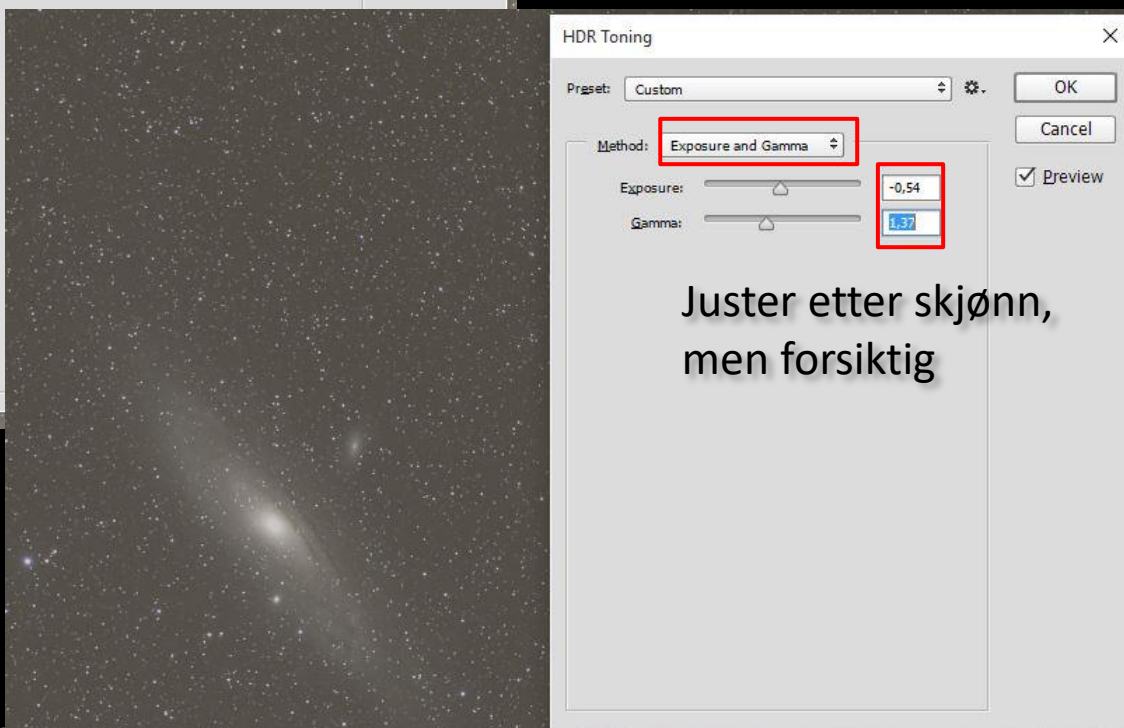 HDR Toning
Preset: Custom
OK
Cancel
Method: Exposure and Gamma
Preview
Exposure: -0,54
Gamma: 1,37
Juster etter skjønn,
men forsiktig